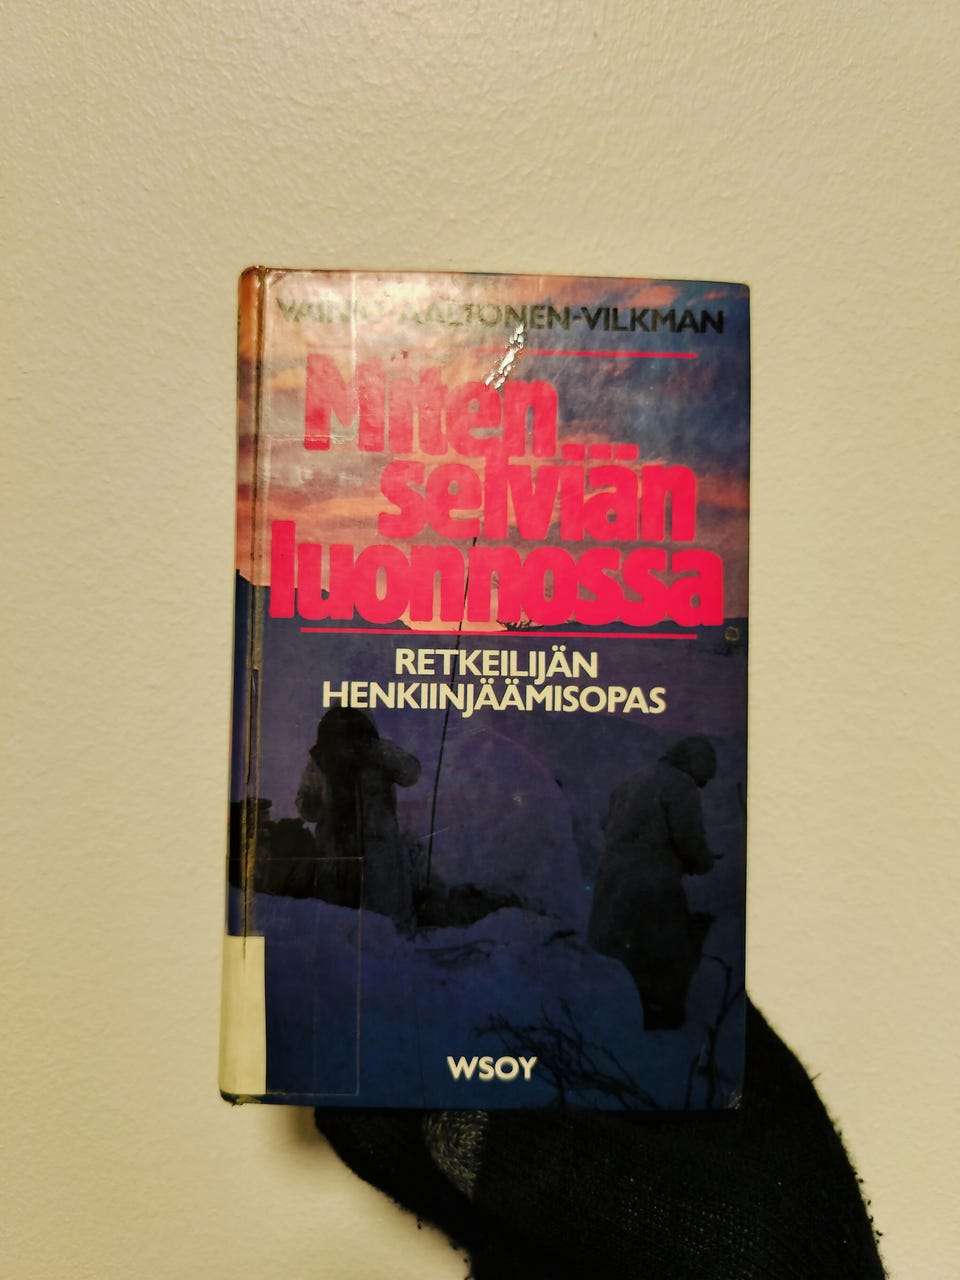 VÄINÖ AALTONEN-VILKMAN
Miten
selviän
luonnossa
RETKEILIJÄN
HENKIINJÄÄMISOPAS
WSOY